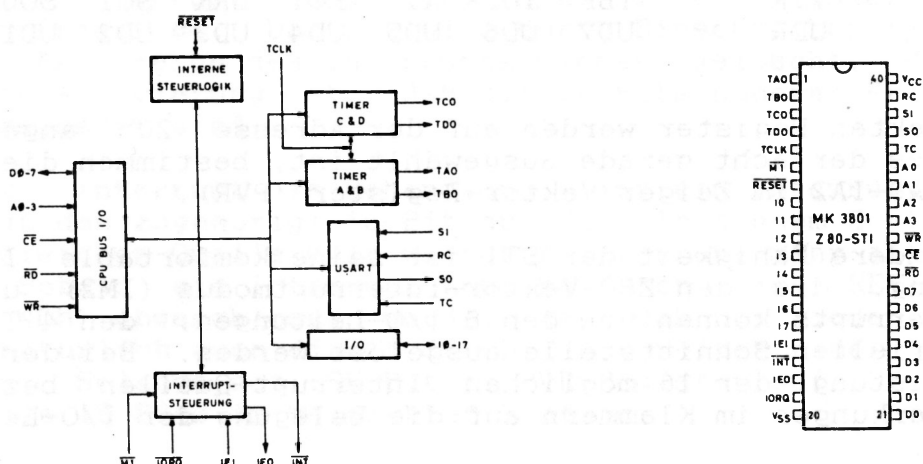 RESET
INTERNE
STEUERLOGIK
TCLK
TIMER
C&D
TCO
TDO
TIMER
A&B
TAO
TBO
CPU BUS I/O
DØ-7
AØ-3
CE
RD
WR
USART
SI
RC
SO
TC
I/O
IØ-I7
INTERRUPT-
STEUERUNG
M1
IORQ
IEI
IEO
INT
TAO 1 40 VCC
TBO RC
TCO SI
TDO SO
TCLK TC
M1 A0
RESET A1
I0 A2
I1 MK 3801 A3
I2 Z80-STI WR
I3 CE
I4 RD
I5 D7
I6 D6
I7 D5
IEI D4
INT D3
IEO D2
IORQ D1
VSS 20 21 D0